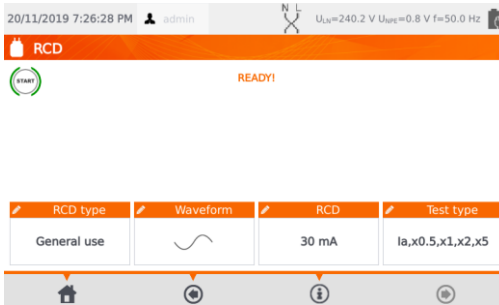 20/11/2019 7:26:28 PM admin N L ULN=240.2 V UNPE=0.8 V f=50.0 Hz
RCD
START
READY!
RCD type Waveform RCD Test type
General use 30 mA Ia,x0.5,x1,x2,x5